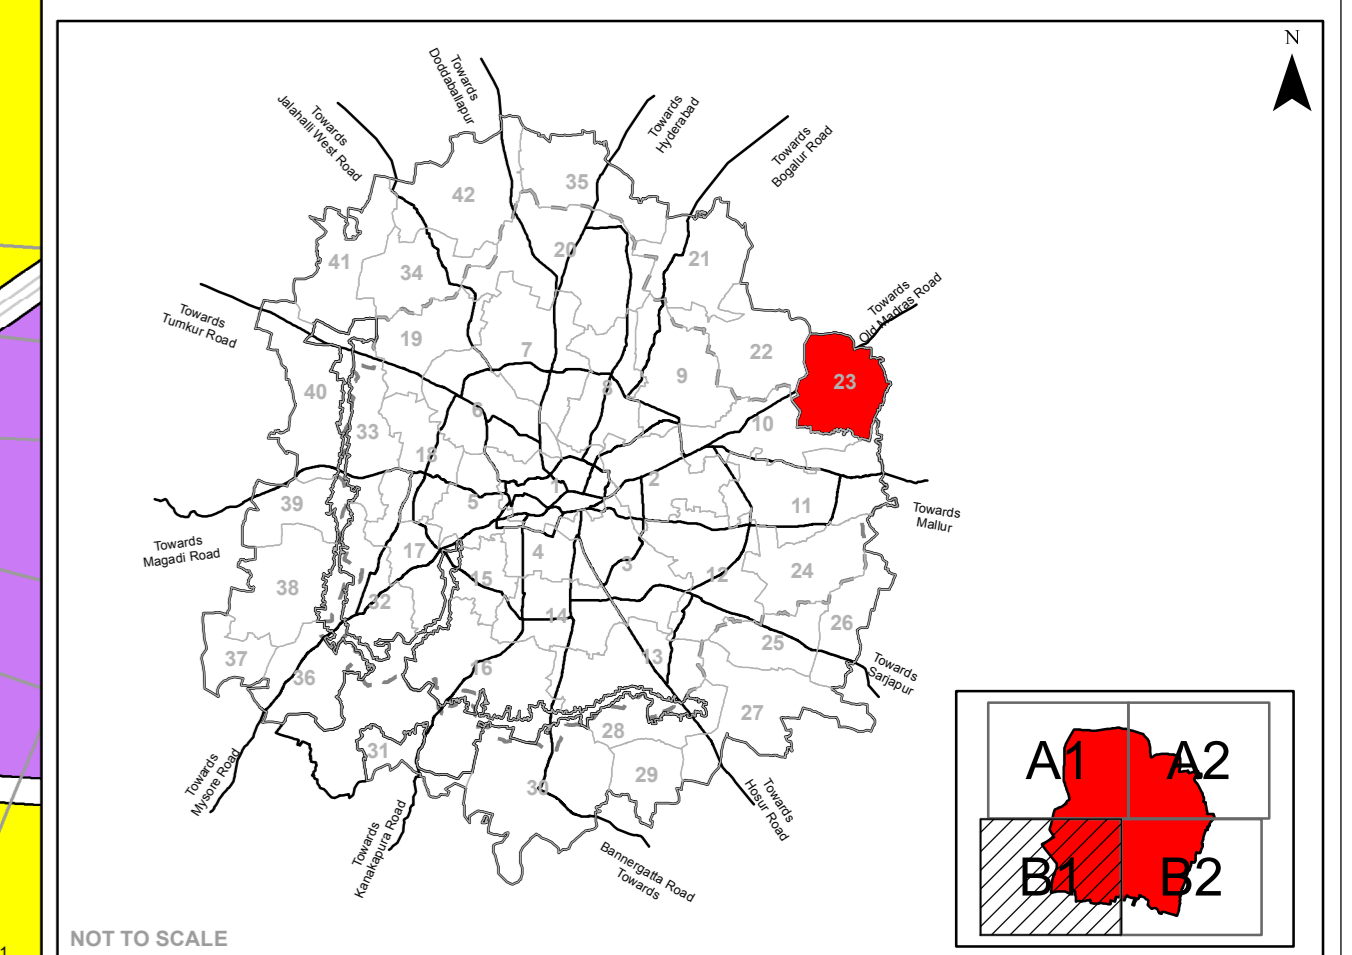 N
Towards
Doddaballapur
Towards
Jalahalli West Road
Towards
Hyderabad
Towards
Bogalur Road
42
35
20
21
41
34
Towards
Old Madras Road
Towards
Tumkur Road
19
7
22
9
23
40
8
6
10
33
18
2
1
39
5
11
Towards
Mallur
Towards
Magadi Road
17
4
3
15
12
24
38
32
14
26
25
37
16
13
36
Towards
Sarjapur
27
28
31
29
30
Towards
Mysore Road
Towards
Kanakapura Road
Towards
Hosur Road
Bannergatta Road
Towards
A1
A2
B1
B2
NOT TO SCALE
1